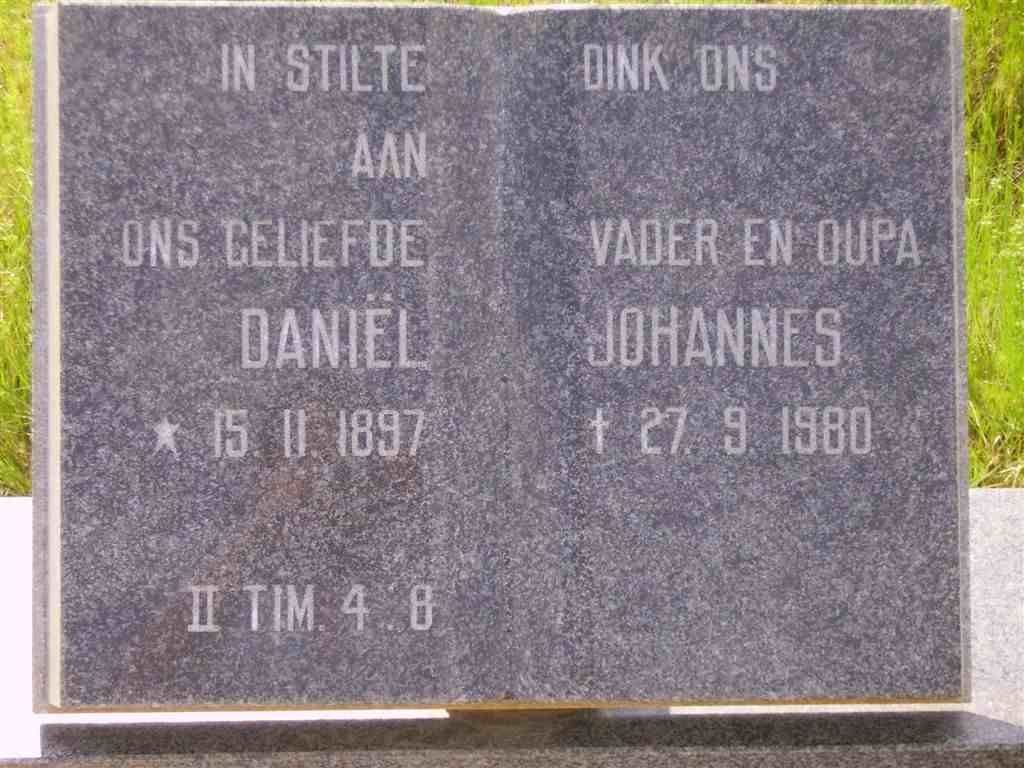 IN STILTE DINK ONS
AAN
ONS GELIEFDE VADER EN OUPA
DANIËL JOHANNES
★ 15. 11. 1897 † 27. 9. 1980
II TIM. 4 : 8